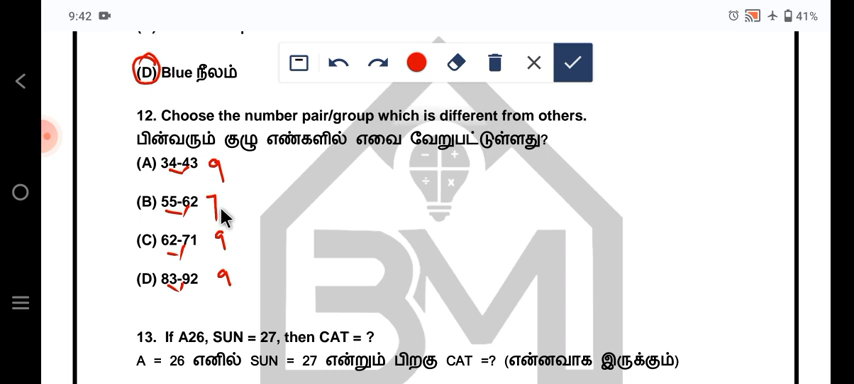 9:42
41%
(D) Blue நீலம்
12. Choose the number pair/group which is different from others.
பின்வரும் குழு எண்களில் எவை வேறுபட்டுள்ளது?
(A) 34-43 9
(B) 55-62 7
(C) 62-71 9
(D) 83-92 9
BM
13. If A26, SUN = 27, then CAT = ?
A = 26 எனில் SUN = 27 என்றும் பிறகு CAT =? (என்னவாக இருக்கும்)